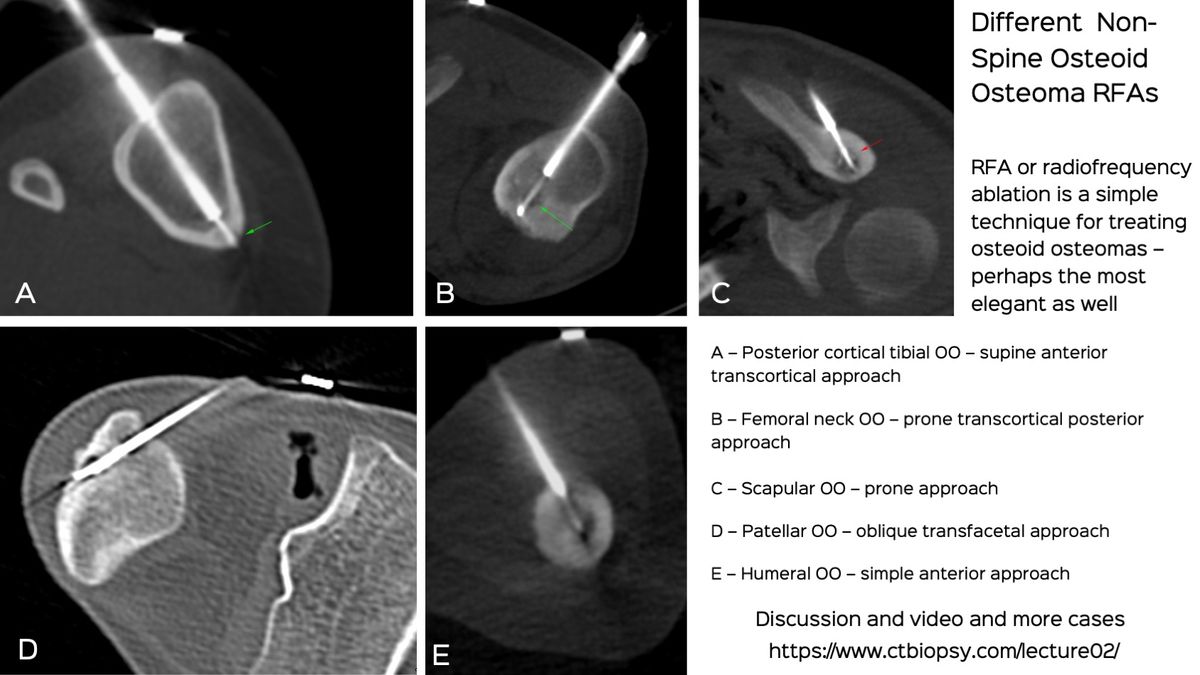 Different Non-
Spine Osteoid
Osteoma RFAs
RFA or radiofrequency
ablation is a simple
technique for treating
osteoid osteomas –
perhaps the most
elegant as well
A
B
C
D
E
A – Posterior cortical tibial OO – supine anterior
transcortical approach
B – Femoral neck OO – prone transcortical posterior
approach
C – Scapular OO – prone approach
D – Patellar OO – oblique transfacetal approach
E – Humeral OO – simple anterior approach
Discussion and video and more cases
https://www.ctbiopsy.com/lecture02/